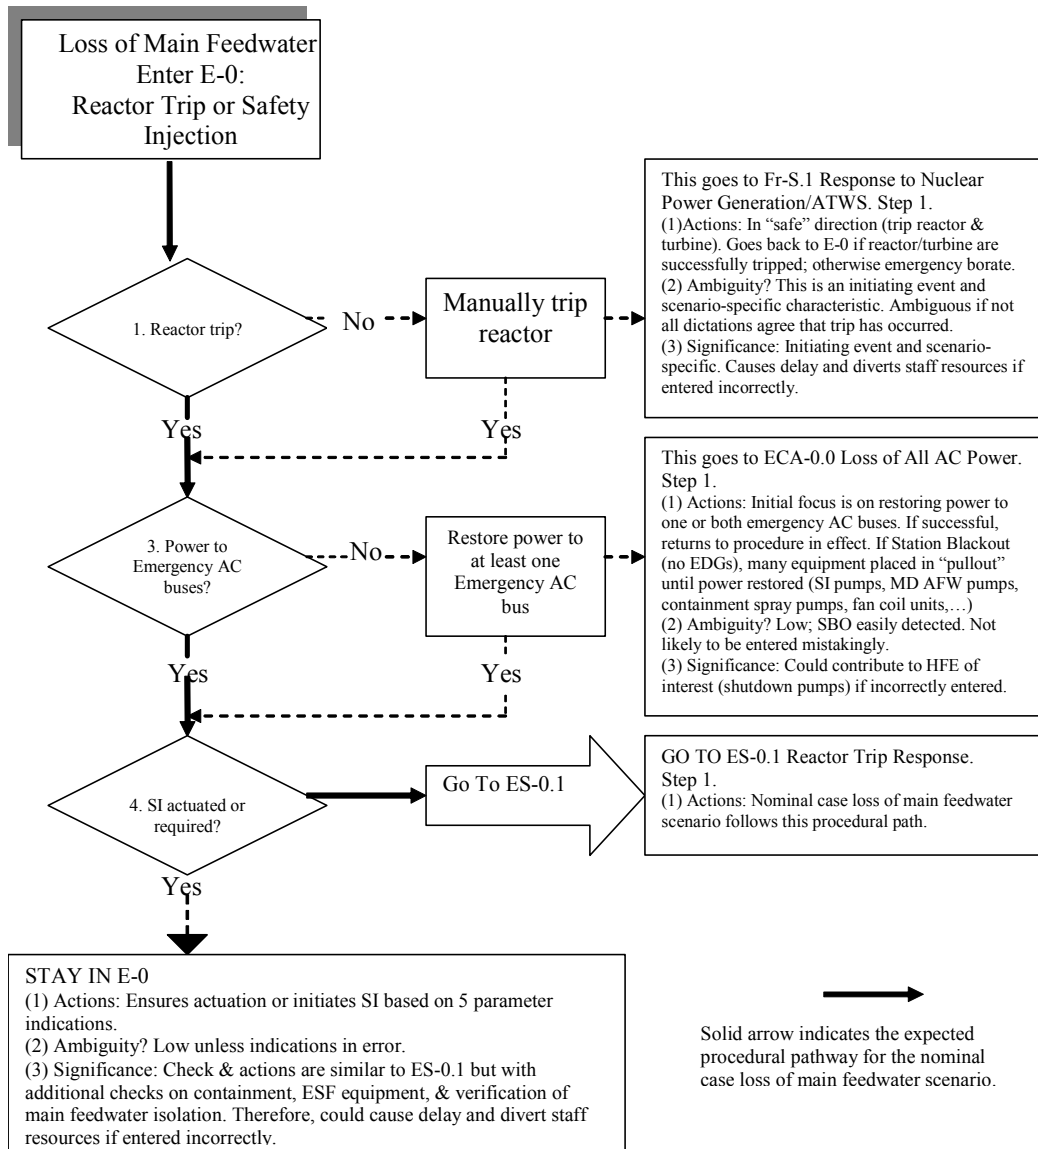 Loss of Main Feedwater
Enter E-0:
Reactor Trip or Safety
Injection
1. Reactor trip?
No
Manually trip
reactor
This goes to Fr-S.1 Response to Nuclear
Power Generation/ATWS. Step 1.
(1)Actions: In “safe” direction (trip reactor &
turbine). Goes back to E-0 if reactor/turbine are
successfully tripped; otherwise emergency borate.
(2) Ambiguity? This is an initiating event and
scenario-specific characteristic. Ambiguous if not
all dictations agree that trip has occurred.
(3) Significance: Initiating event and scenario-
specific. Causes delay and diverts staff resources if
entered incorrectly.
Yes
Yes
3. Power to
Emergency AC
buses?
No
Restore power to
at least one
Emergency AC
bus
This goes to ECA-0.0 Loss of All AC Power.
Step 1.
(1) Actions: Initial focus is on restoring power to
one or both emergency AC buses. If successful,
returns to procedure in effect. If Station Blackout
(no EDGs), many equipment placed in “pullout”
until power restored (SI pumps, MD AFW pumps,
containment spray pumps, fan coil units,…)
(2) Ambiguity? Low; SBO easily detected. Not
likely to be entered mistakingly.
(3) Significance: Could contribute to HFE of
interest (shutdown pumps) if incorrectly entered.
Yes
Yes
4. SI actuated or
required?
Go To ES-0.1
GO TO ES-0.1 Reactor Trip Response.
Step 1.
(1) Actions: Nominal case loss of main feedwater
scenario follows this procedural path.
Yes
STAY IN E-0
(1) Actions: Ensures actuation or initiates SI based on 5 parameter
indications.
(2) Ambiguity? Low unless indications in error.
(3) Significance: Check & actions are similar to ES-0.1 but with
additional checks on containment, ESF equipment, & verification of
main feedwater isolation. Therefore, could cause delay and divert staff
resources if entered incorrectly.
Solid arrow indicates the expected
procedural pathway for the nominal
case loss of main feedwater scenario.